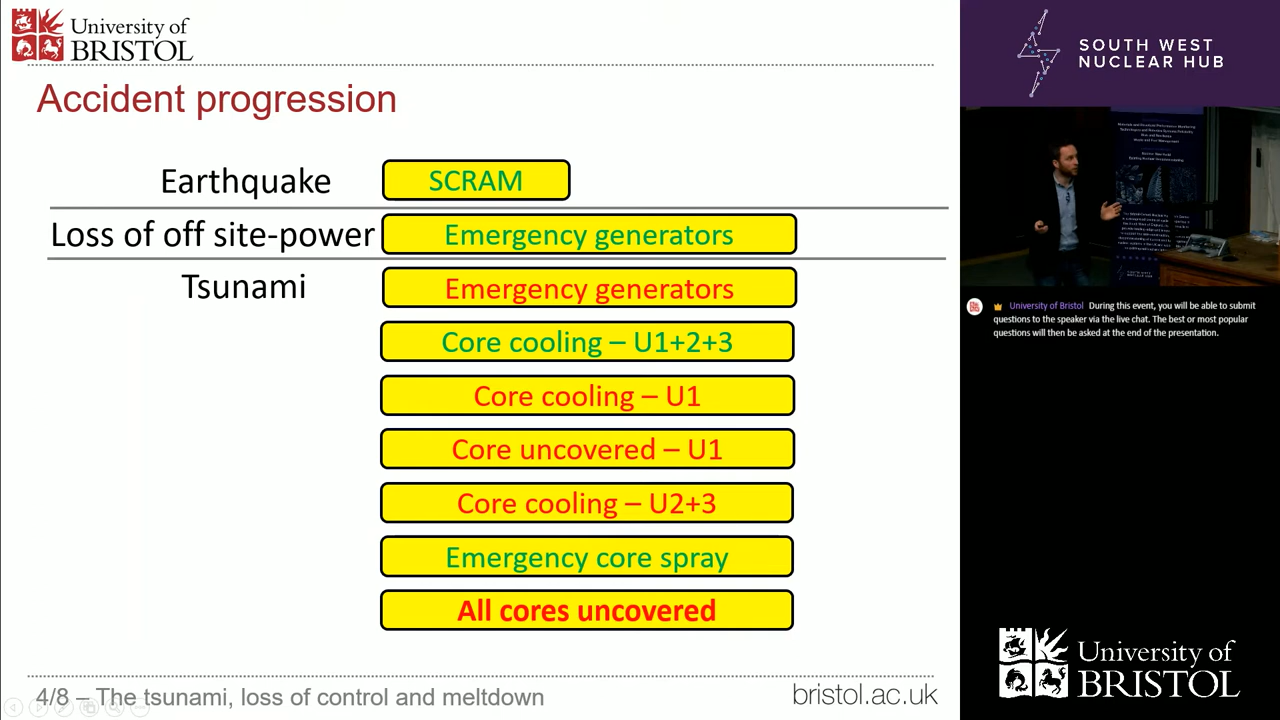 University of
BRISTOL
Accident progression
Earthquake
SCRAM
Loss of off site-power
Emergency generators
Tsunami
Emergency generators
Core cooling – U1+2+3
Core cooling – U1
Core uncovered – U1
Core cooling – U2+3
Emergency core spray
All cores uncovered
4/8 – The tsunami, loss of control and meltdown
bristol.ac.uk
SOUTH WEST
NUCLEAR HUB
University of Bristol During this event, you will be able to submit
questions to the speaker via the live chat. The best or most popular
questions will then be asked at the end of the presentation.
University of
BRISTOL